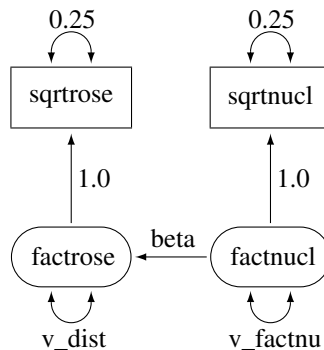 0.25 0.25
sqrtrose sqrtnucl
1.0 1.0
beta
factrose factnucl
v_dist v_factnu